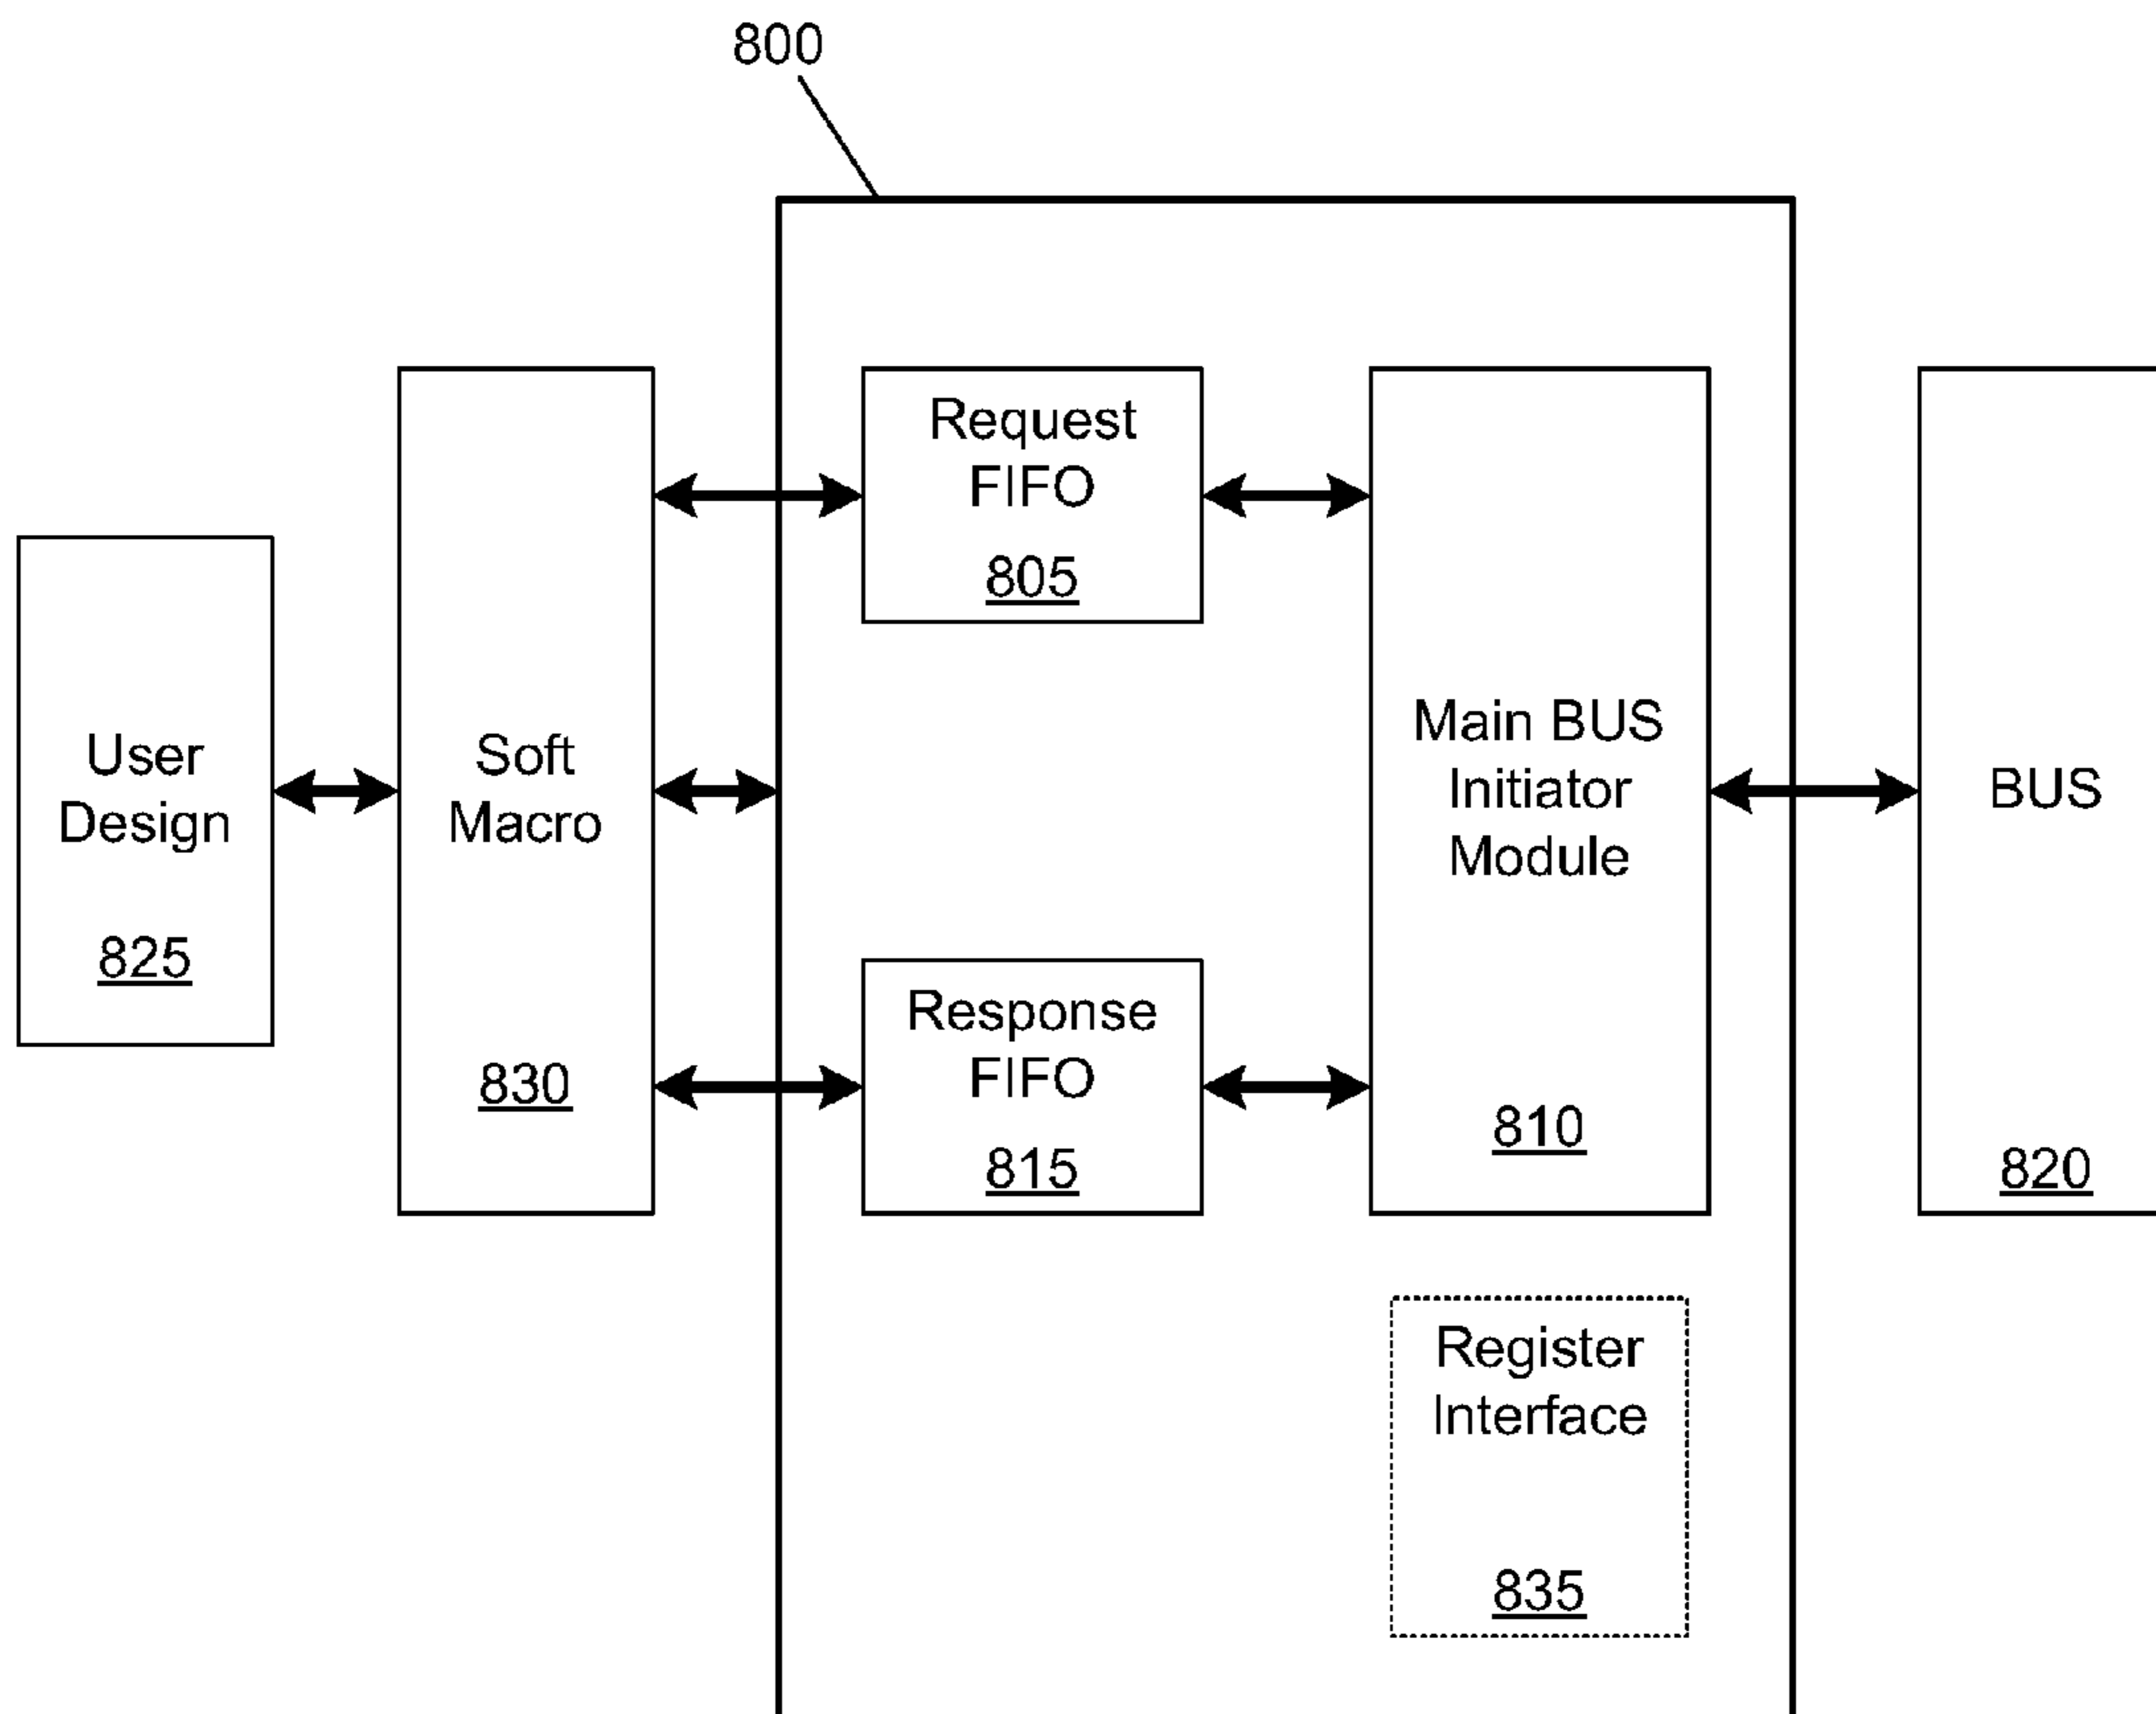 800
Request
FIFO
805
User
Design
825
Soft
Macro
830
Main BUS
Initiator
Module
810
BUS
820
Response
FIFO
815
Register
Interface
835